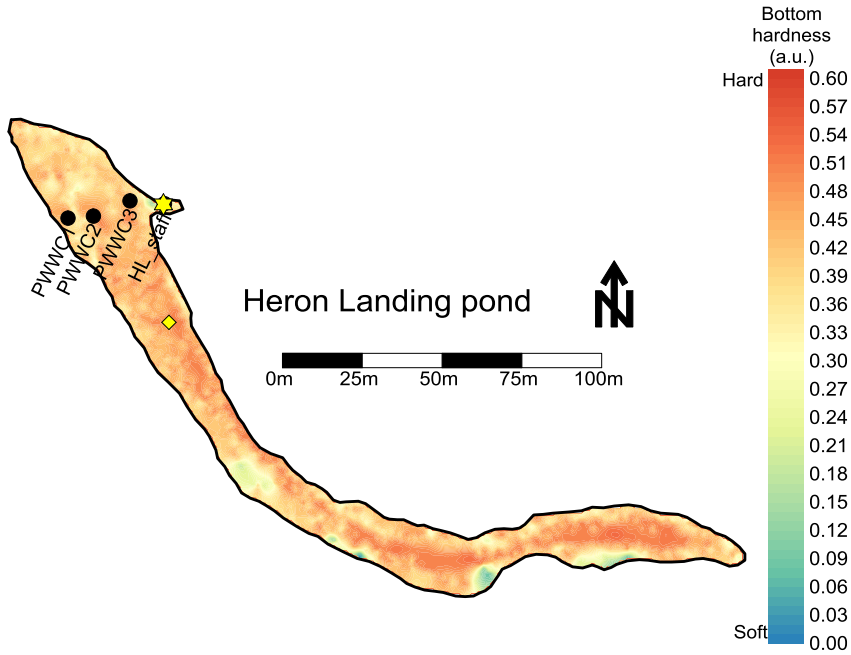 Bottom
hardness
(a.u.)
Hard
0.60
0.57
0.54
0.51
0.48
0.45
0.42
0.39
0.36
0.33
0.30
0.27
0.24
0.21
0.18
0.15
0.12
0.09
0.06
0.03
Soft
0.00
PWWC1
PWWC2
PWWC3
HL_staff
Heron Landing pond
N
0m 25m 50m 75m 100m